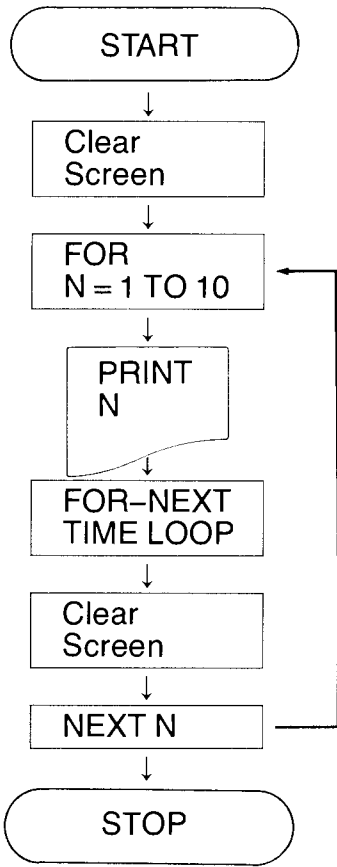 START
Clear
Screen
FOR
N = 1 TO 10
PRINT
N
FOR–NEXT
TIME LOOP
Clear
Screen
NEXT N
STOP